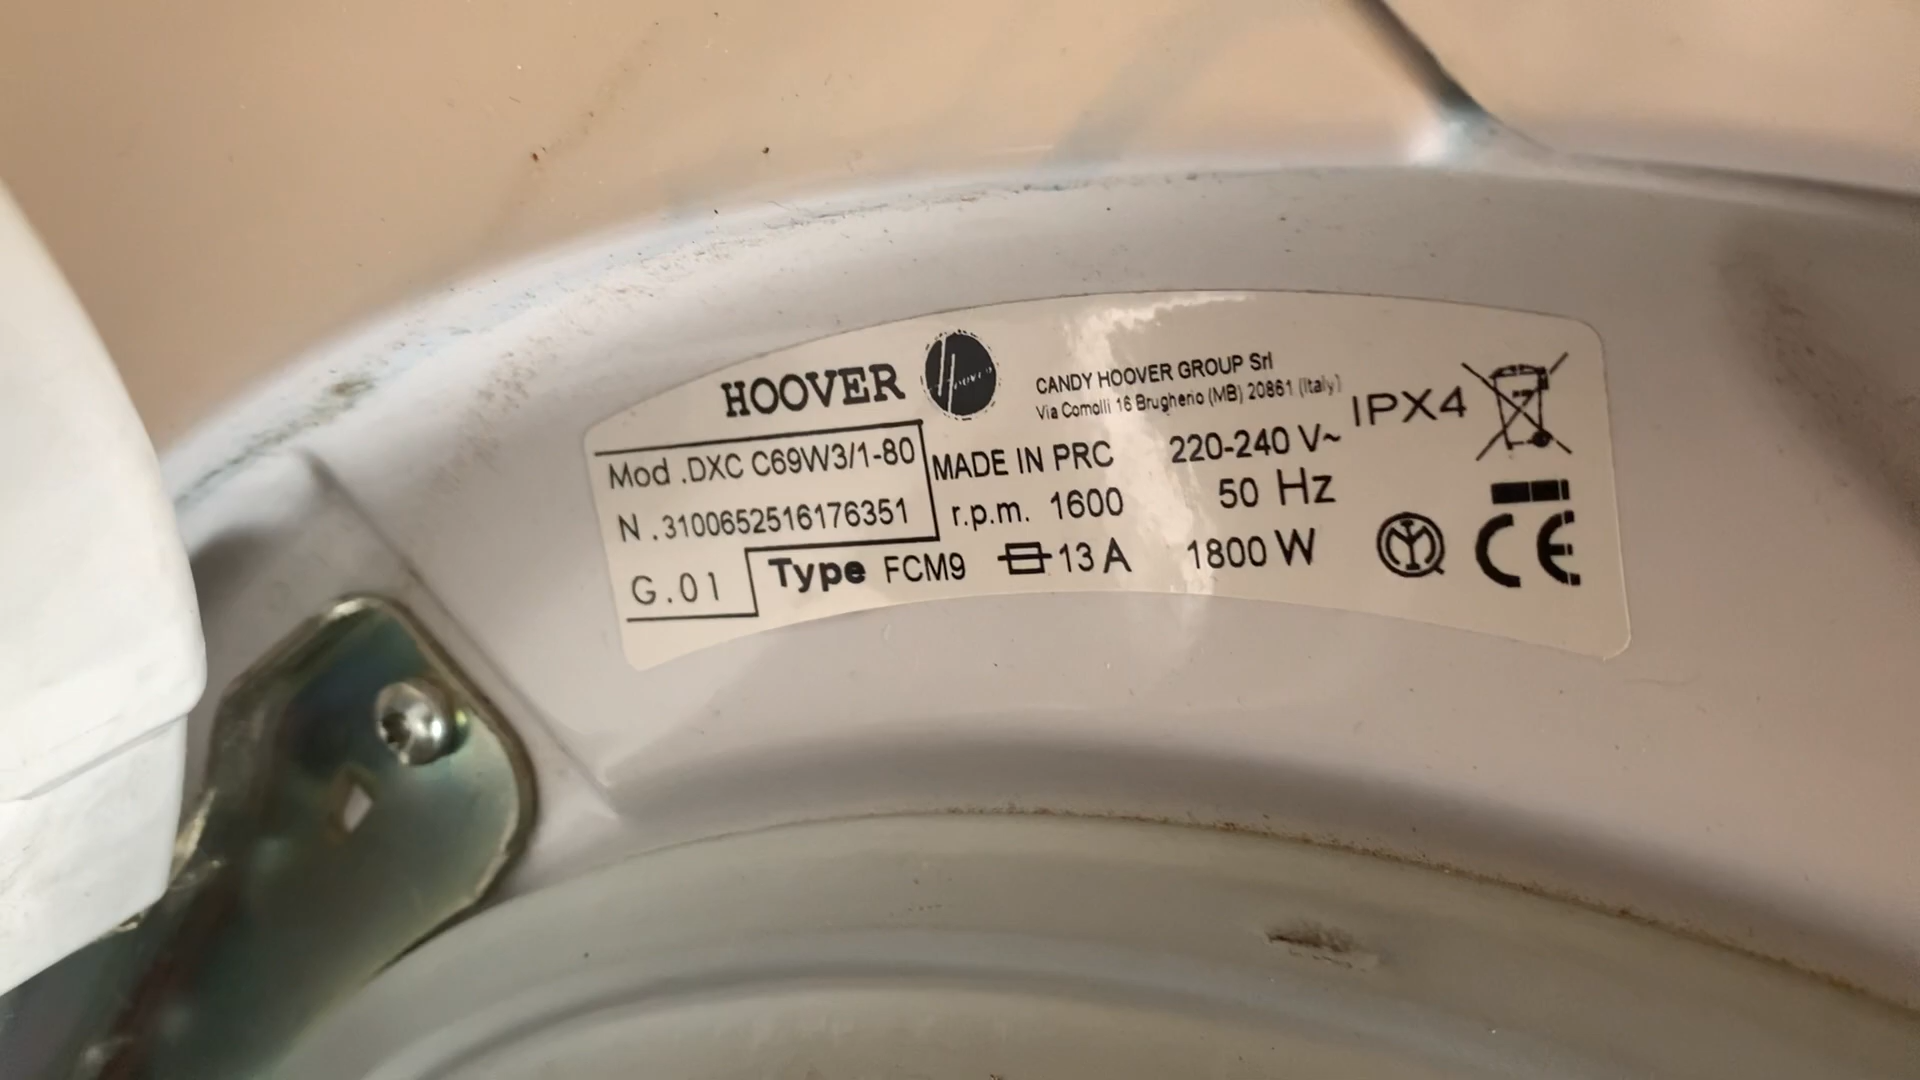 HOOVER Hoover
CANDY HOOVER GROUP Srl
Via Comolli 16 Brugherio (MB) 20861 (Italy)
IPX4
Mod .DXC C69W3/1-80
MADE IN PRC 220-240 V~
N .3100652516176351
r.p.m. 1600 50 Hz
G.01
Type FCM9 13 A 1800 W
CE